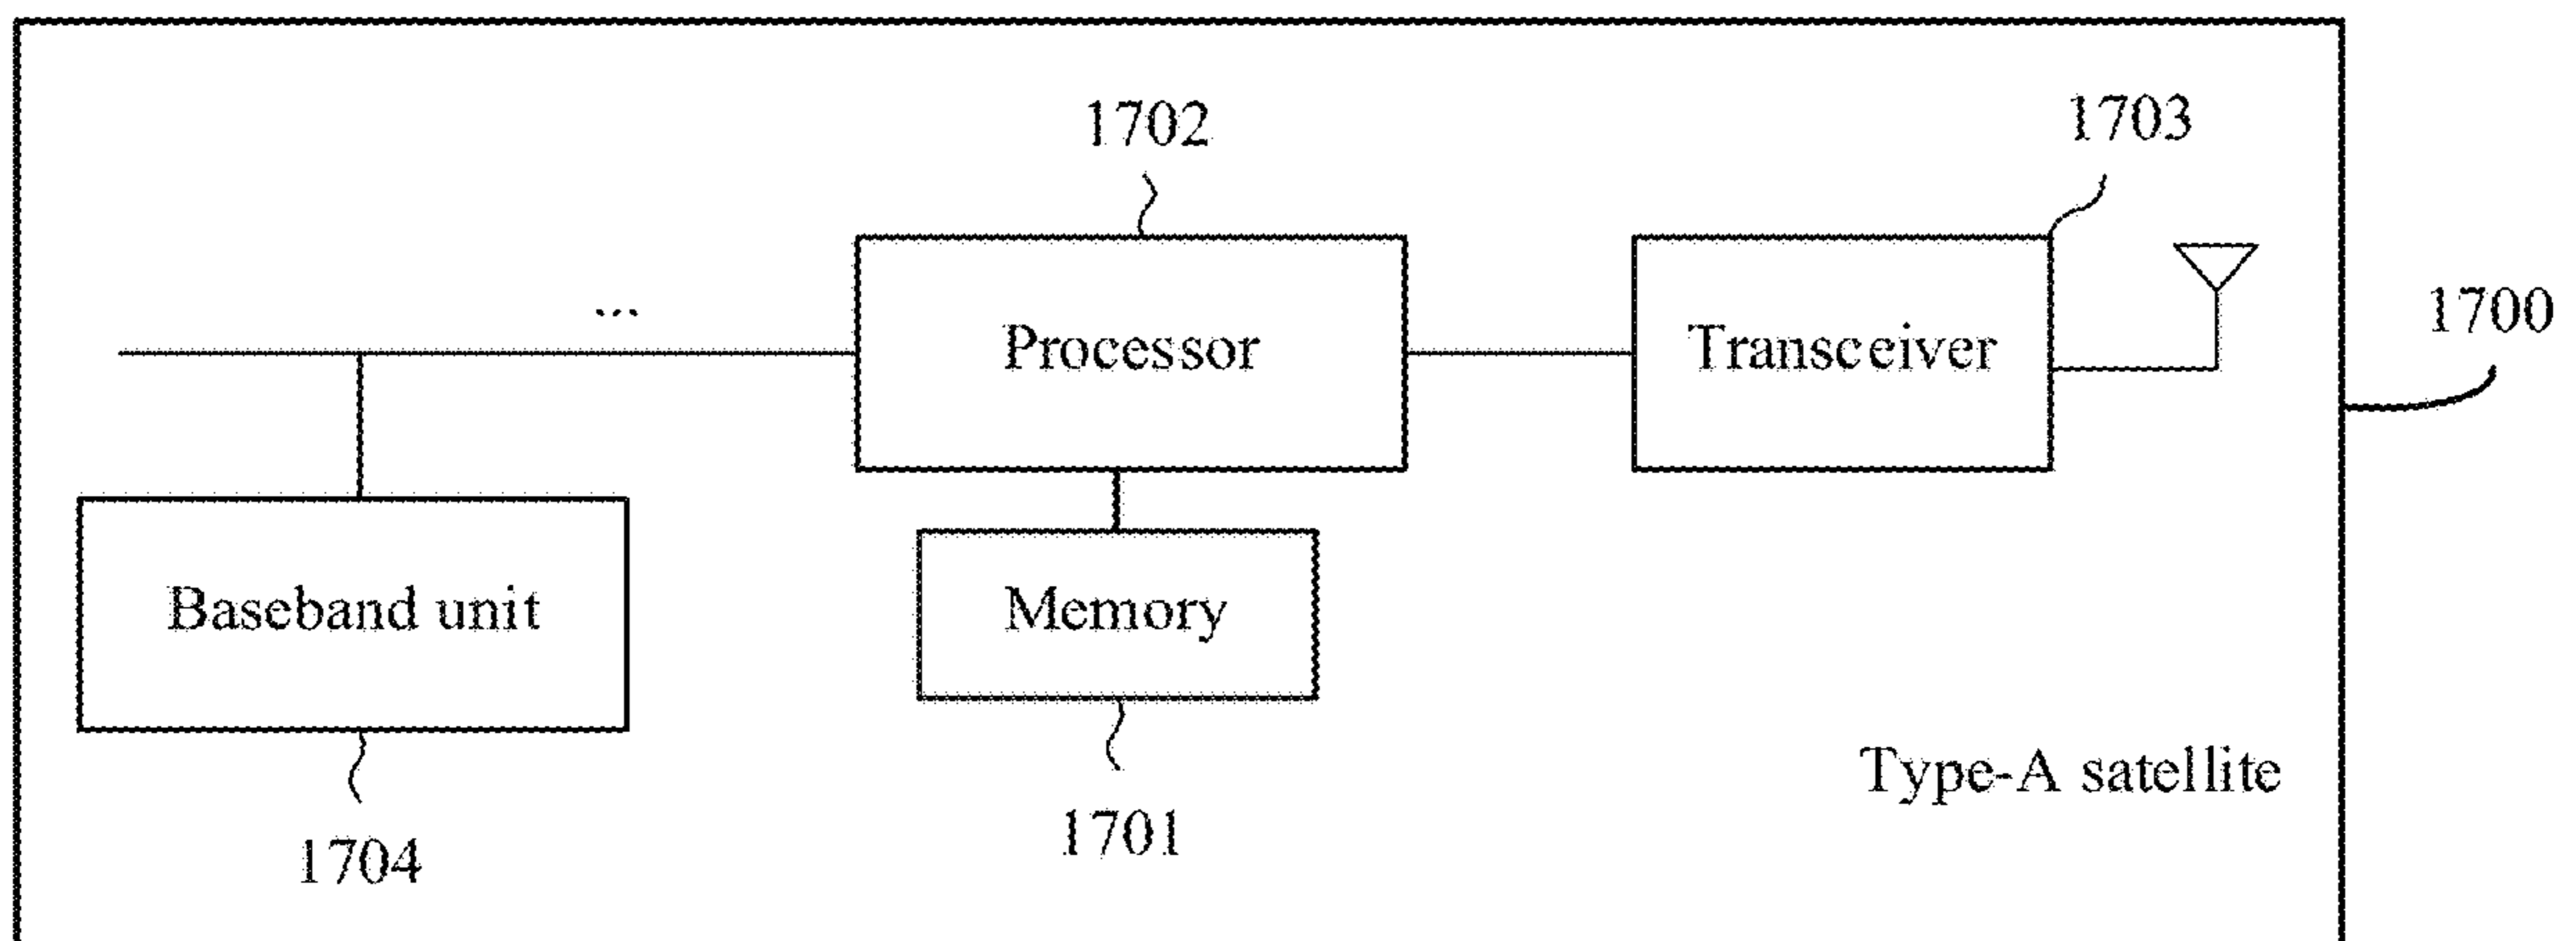 1702
1703
1700
...
Processor
Transceiver
Baseband unit
Memory
Type-A satellite
1701
1704